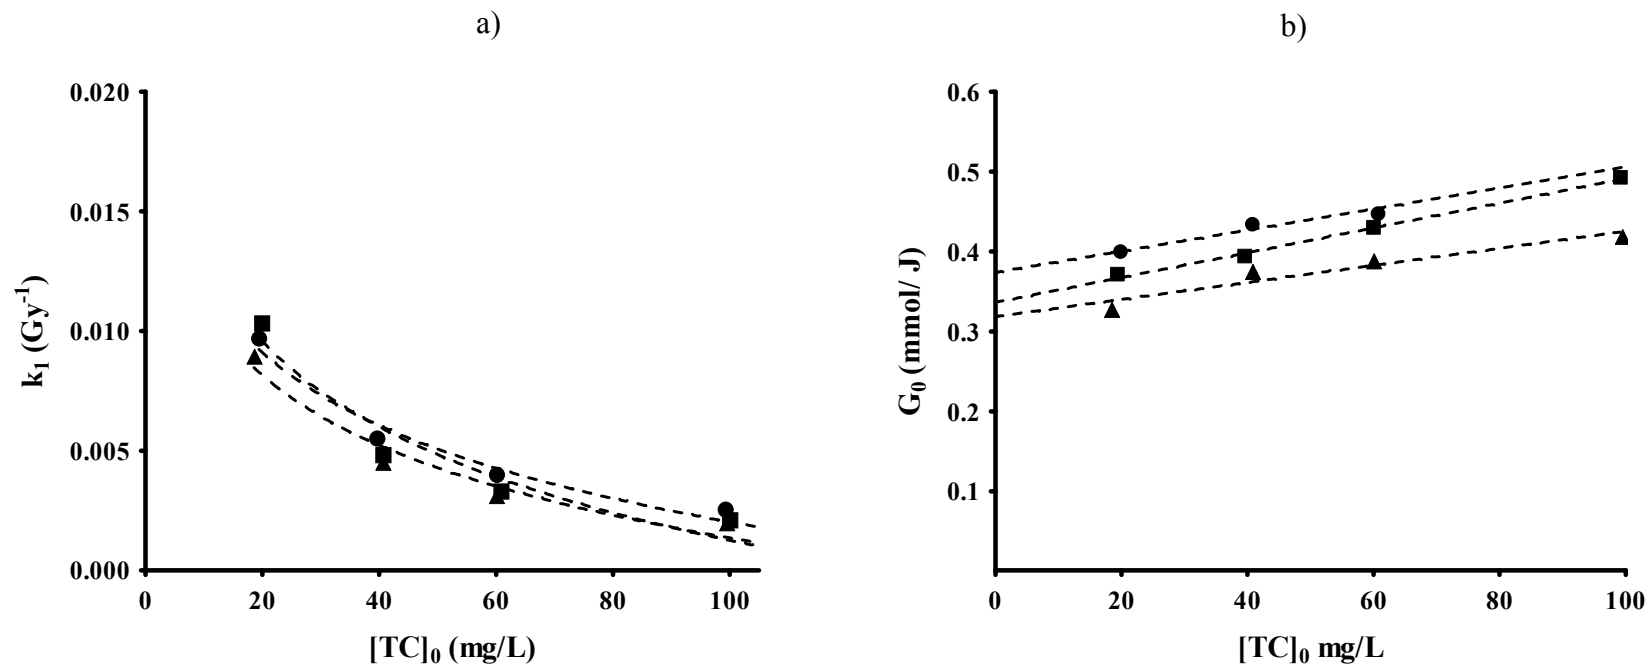 a)
0.020
0.015
0.010
0.005
0.000
k₁ (Gy⁻¹)
0 20 40 60 80 100
[TC]₀ (mg/L)
b)
0.6
0.5
0.4
0.3
0.2
0.1
G₀ (mmol/ J)
0 20 40 60 80 100
[TC]₀ mg/L